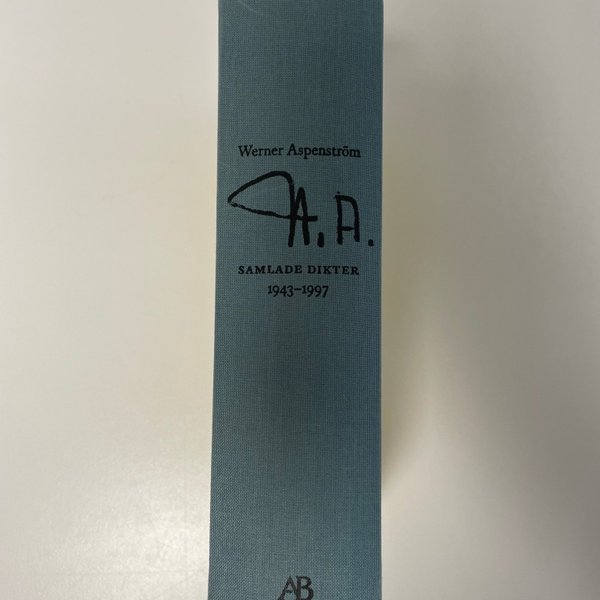 Werner Aspenström
A. A.
SAMLADE DIKTER
1943–1997
AB